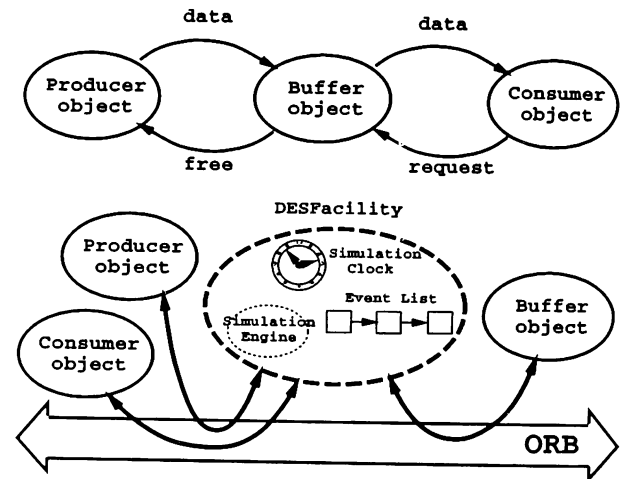 data
data
Producer
object
Buffer
object
Consumer
object
free
request
DESFacility
Producer
object
Simulation
Clock
Event List
Buffer
object
Simulation
Engine
Consumer
object
ORB